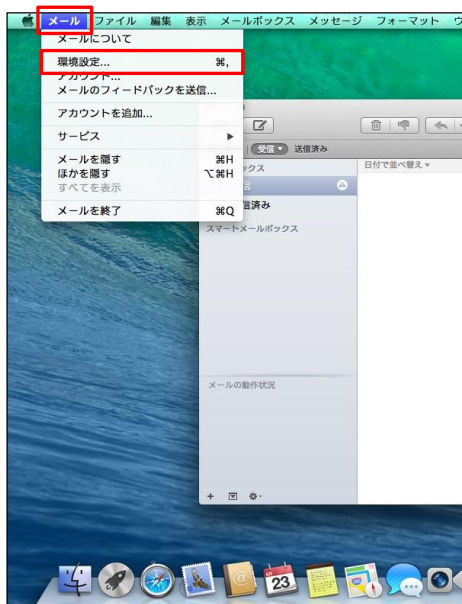 メール ファイル 編集 表示 メールボックス メッセージ フォーマット ウ
メールについて
環境設定... ⌘,
アカウント...
メールのフィードバックを送信...
アカウントを追加...
サービス ▶
メールを隠す ⌘H
ほかを隠す ⌥⌘H
すべてを表示
メールを終了 ⌘Q
受信 ▼ 送信済み
日付で並べ替え ▼
スマートメールボックス
メールの動作状況
23